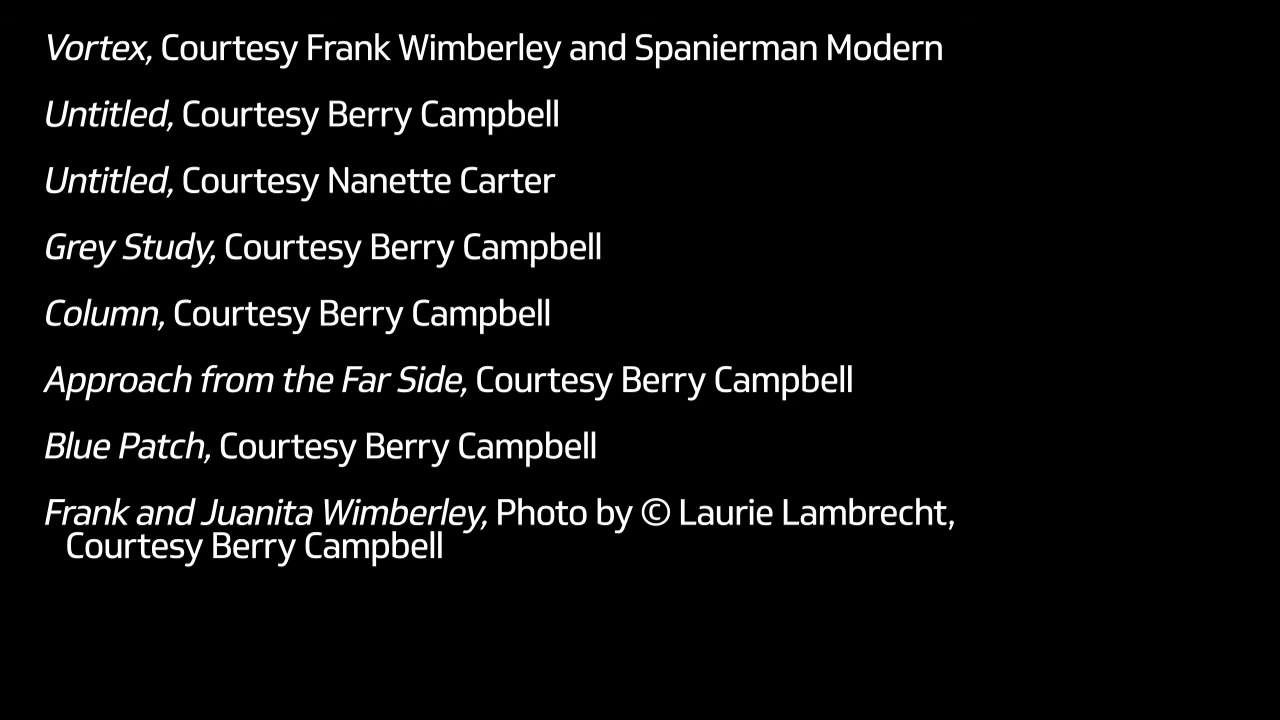 Vortex, Courtesy Frank Wimberley and Spanierman Modern
Untitled, Courtesy Berry Campbell
Untitled, Courtesy Nanette Carter
Grey Study, Courtesy Berry Campbell
Column, Courtesy Berry Campbell
Approach from the Far Side, Courtesy Berry Campbell
Blue Patch, Courtesy Berry Campbell
Frank and Juanita Wimberley, Photo by © Laurie Lambrecht,
Courtesy Berry Campbell